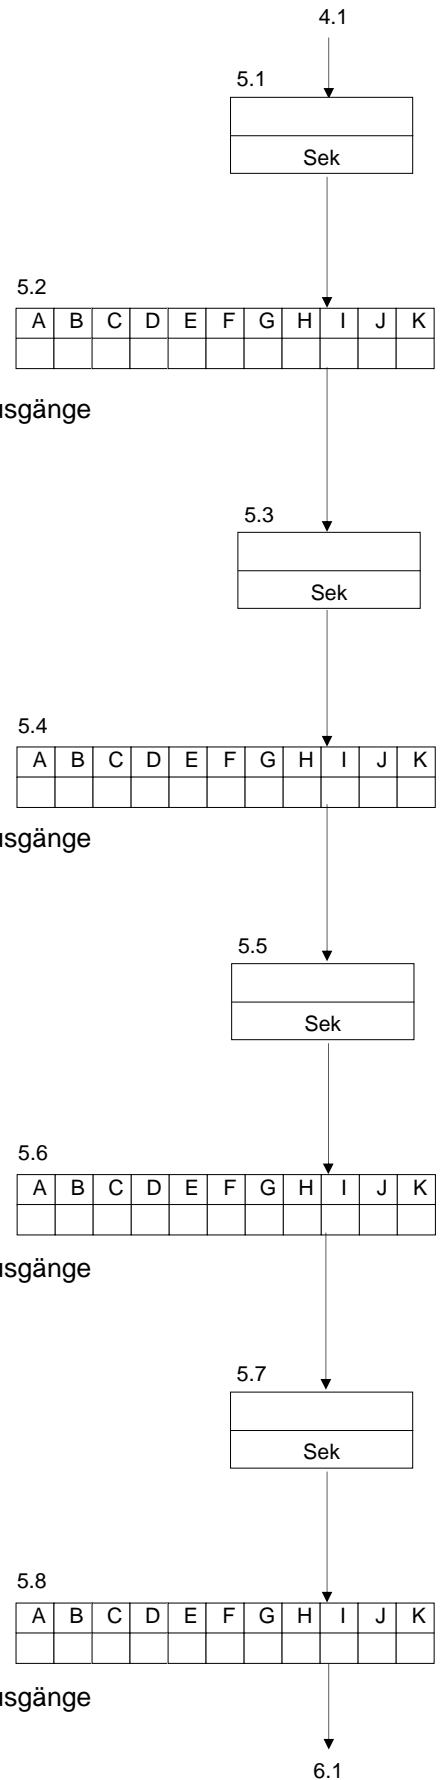 4.1
5.1
Sek
5.2
A B C D E F G H I J K
usgänge
5.3
Sek
5.4
A B C D E F G H I J K
usgänge
5.5
Sek
5.6
A B C D E F G H I J K
usgänge
5.7
Sek
5.8
A B C D E F G H I J K
usgänge
6.1